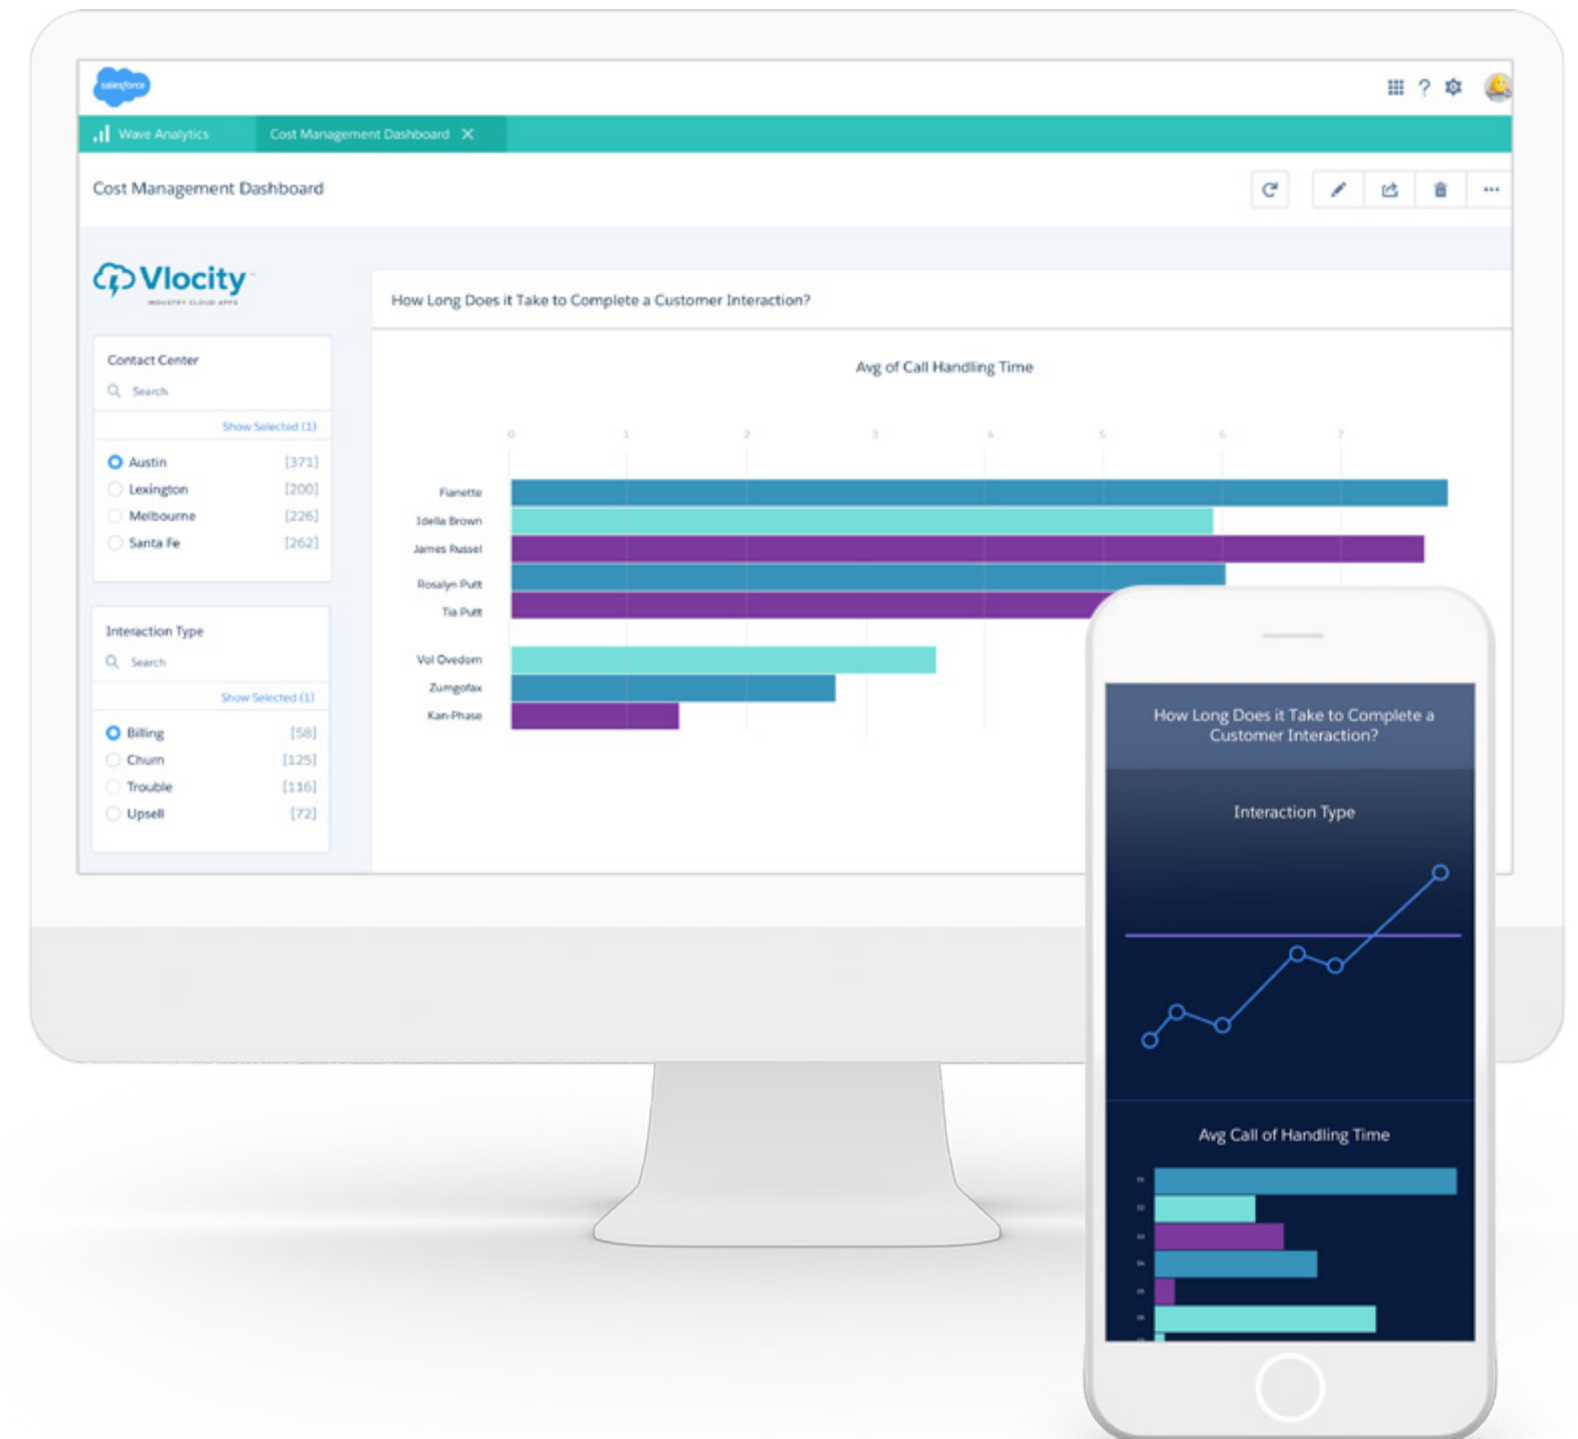 salesforce
Wave Analytics
Cost Management Dashboard
Cost Management Dashboard
Vlocity
INDUSTRY CLOUD APPS
How Long Does it Take to Complete a Customer Interaction?
Contact Center
Search
Show Selected (1)
Austin [371]
Lexington [200]
Melbourne [226]
Santa Fe [262]
Interaction Type
Search
Show Selected (1)
Billing [58]
Churn [125]
Trouble [116]
Upsell [72]
Avg of Call Handling Time
0 1 2 3 4 5 6 7
Fianette
Idella Brown
James Russel
Rosalyn Putt
Tia Putt
Vol Ovedom
Zumgofax
Kan-Phase
How Long Does it Take to Complete a
Customer Interaction?
Interaction Type
Avg Call of Handling Time